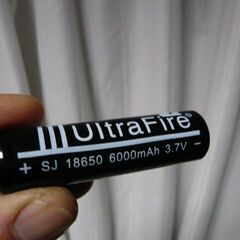 UltraFire®
+ SJ 18650 6000mAh 3.7V -